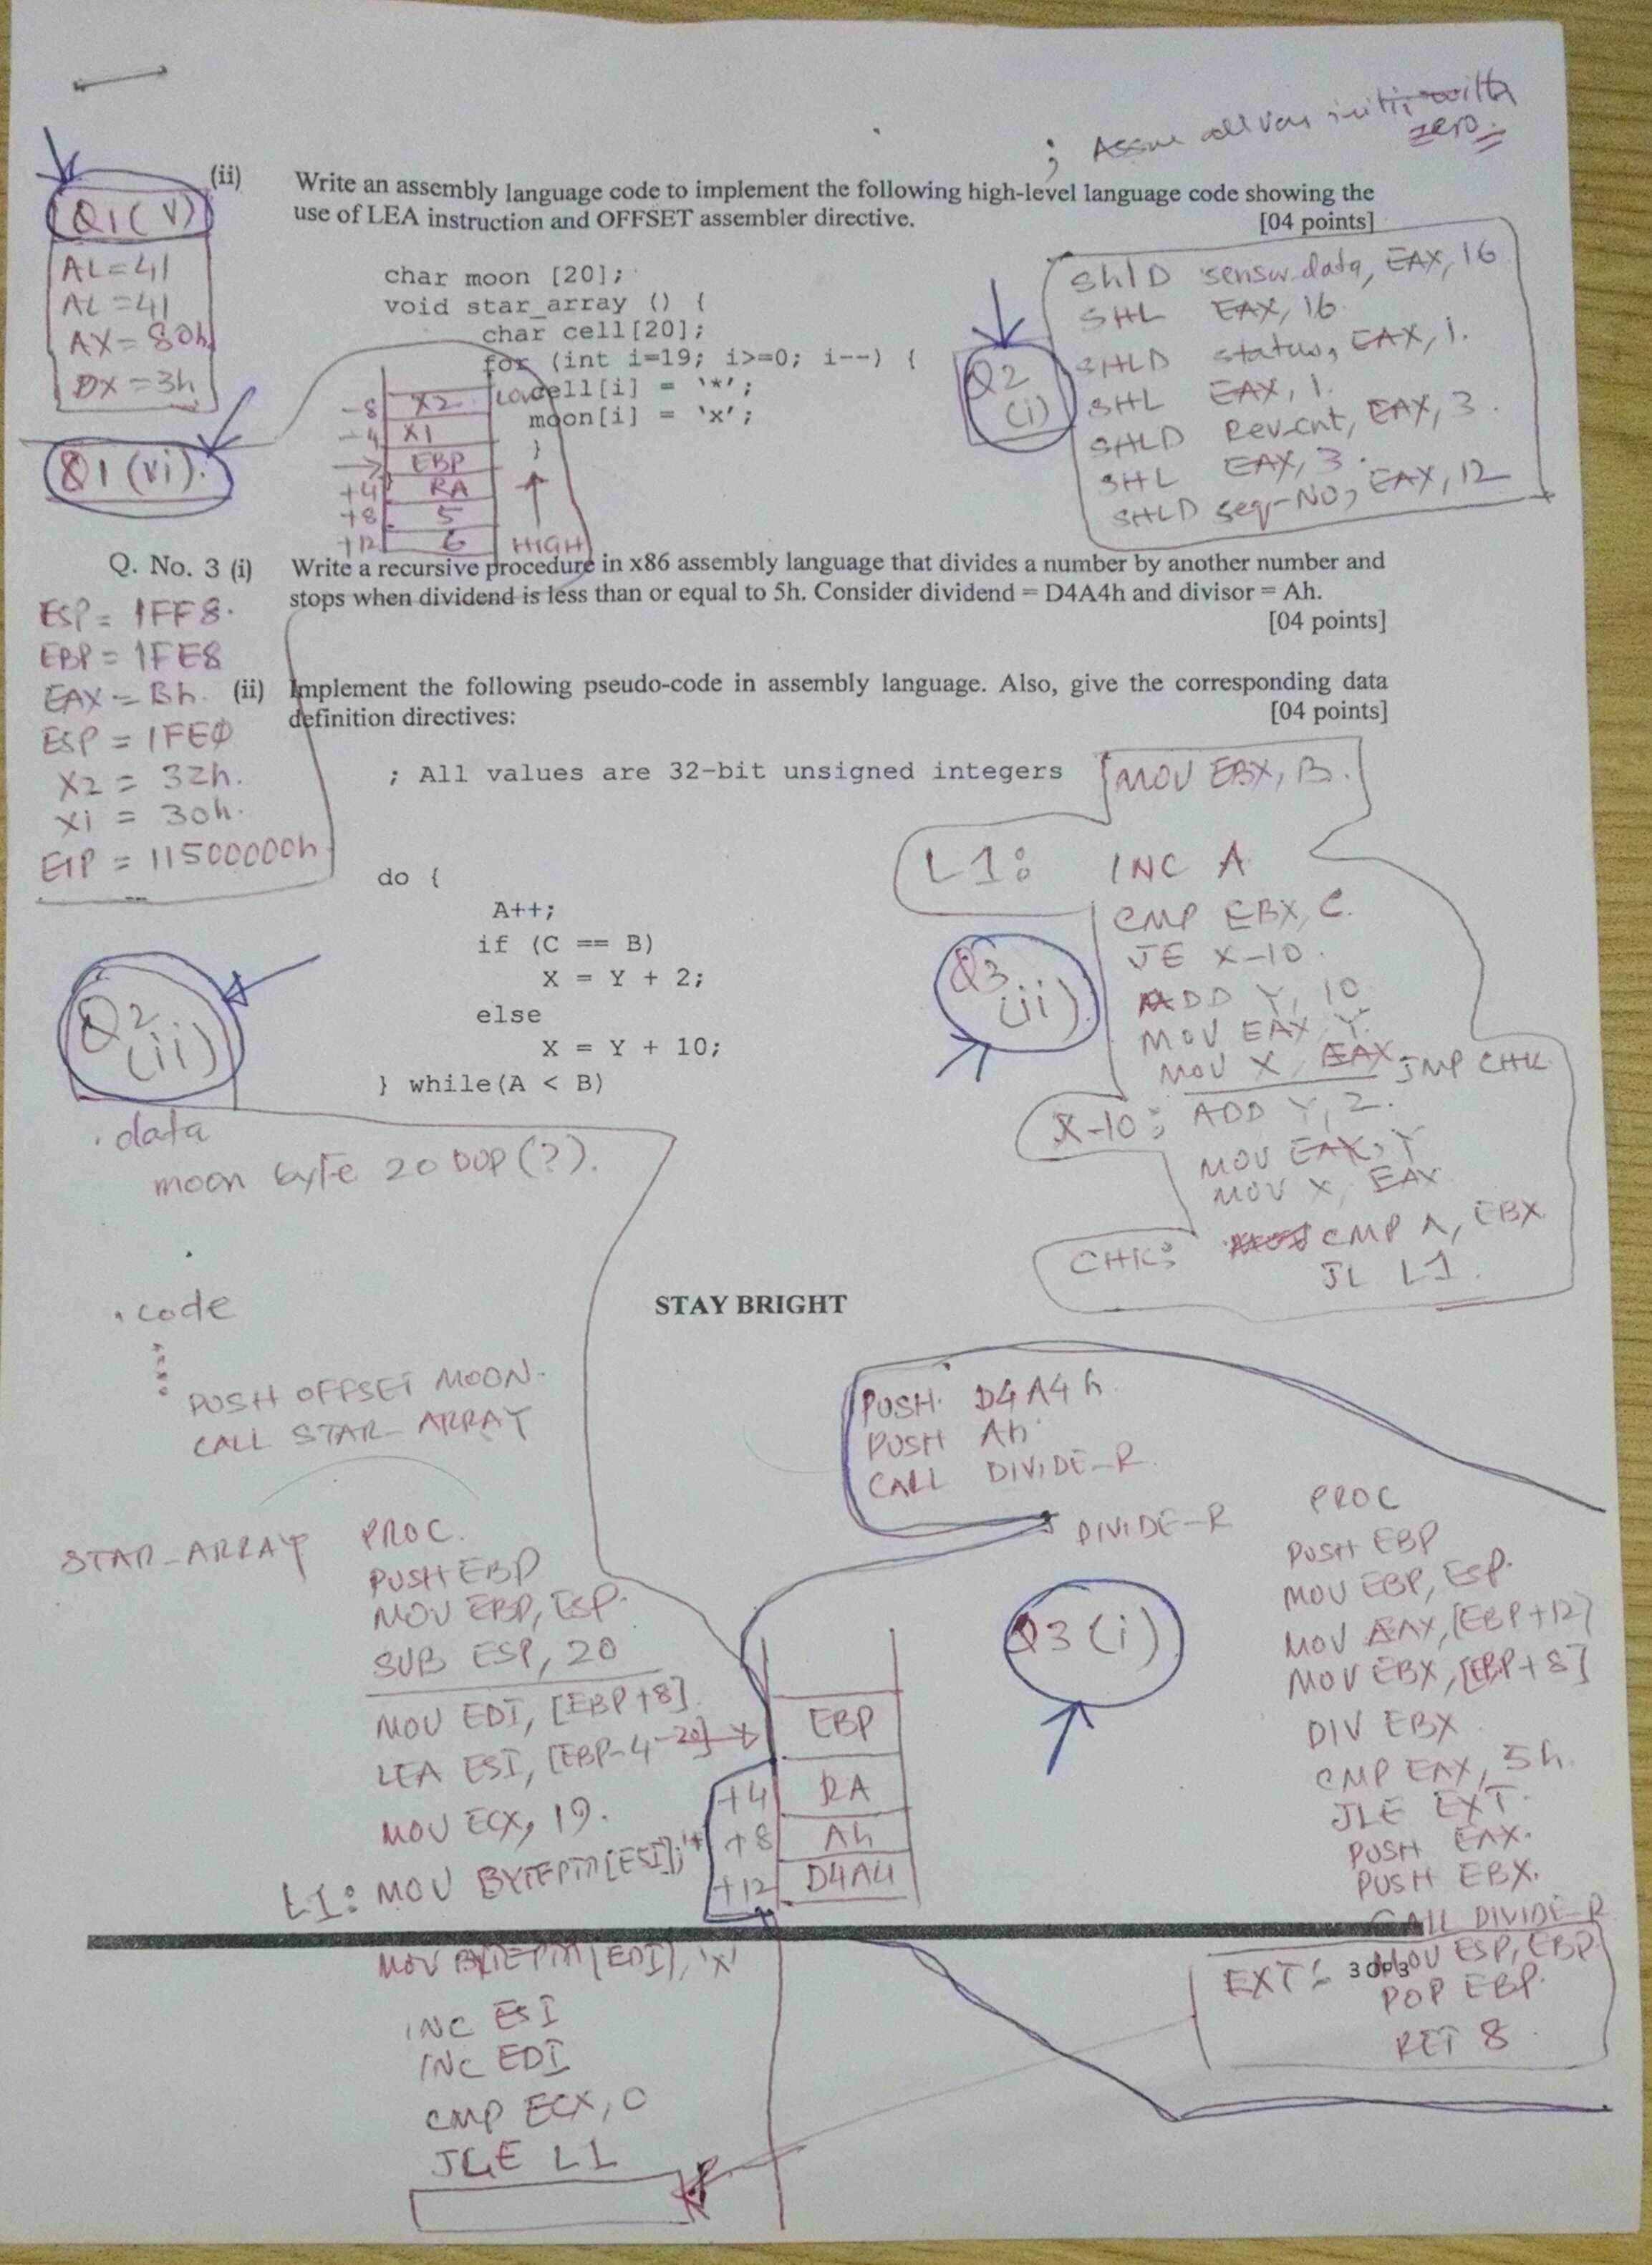 ; Assume all var initi with
zero.
Q1(V)
AL=41
AL=41
AX=80h
DX=3h
(ii) Write an assembly language code to implement the following high-level language code showing the
use of LEA instruction and OFFSET assembler directive. [04 points]
char moon [20];
void star_array () {
char cell[20];
for (int i=19; i>=0; i--) {
cell[i] = '*';
moon[i] = 'x';
}
Q2
(i)
ShlD sensor_data, EAX, 16
SHL EAX, 16
SHLD status, EAX, 1.
SHL EAX, 1.
SHLD Rev_cnt, EAX, 3.
SHL EAX, 3.
SHLD seq-NO, EAX, 12
Q1(vi).
-8 X2 LOW
-4 X1
EBP
+4 RA
+8 5
+12 6 HIGH
Q. No. 3 (i) Write a recursive procedure in x86 assembly language that divides a number by another number and
stops when dividend is less than or equal to 5h. Consider dividend = D4A4h and divisor = Ah.
[04 points]
ESP = 1FF8.
EBP = 1FE8
EAX = Bh.
ESP = 1FE0
X2 = 32h.
X1 = 30h.
EIP = 11500000h
(ii) Implement the following pseudo-code in assembly language. Also, give the corresponding data
definition directives: [04 points]
; All values are 32-bit unsigned integers
do {
A++;
if (C == B)
X = Y + 2;
else
X = Y + 10;
} while(A < B)
Q3
(ii)
MOV EBX, B.
L1: INC A
CMP EBX, C.
JE X-10.
ADD Y, 10
MOV EAX, Y.
MOV X, EAX JMP CHK
X-10: ADD Y, 2.
MOV EAX, Y
MOV X, EAX
CHK: CMP A, EBX
JL L1.
Q2
(ii)
.data
moon byte 20 DUP(?).
.code
PUSH OFFSET MOON.
CALL STAR_ARRAY
STAY BRIGHT
STAR_ARRAY PROC.
PUSH EBP
MOV EBP, ESP.
SUB ESP, 20
MOV EDI, [EBP+8]
LEA ESI, [EBP-4-20]
MOV ECX, 19.
L1: MOV BYTEPTR[ESI],'*
MOV BYTEPTR[EDI],'x'
INC ESI
INC EDI
CMP ECX, 0
JGE L1
Q3(i)
PUSH D4A4h.
PUSH Ah
CALL DIVIDE_R.
EBP
+4 RA
+8 Ah
+12 D4A4
DIVIDE_R PROC
PUSH EBP
MOV EBP, ESP.
MOV EAX, [EBP+12]
MOV EBX, [EBP+8]
DIV EBX
CMP EAX, 5h.
JLE EXT.
PUSH EAX.
PUSH EBX.
CALL DIVIDE_R
EXT: MOV ESP, EBP.
POP EBP.
RET 8
3 OF 3